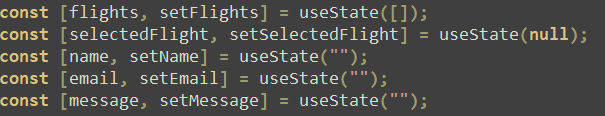 const [flights, setFlights] = useState([]);
const [selectedFlight, setSelectedFlight] = useState(null);
const [name, setName] = useState("");
const [email, setEmail] = useState("");
const [message, setMessage] = useState("");